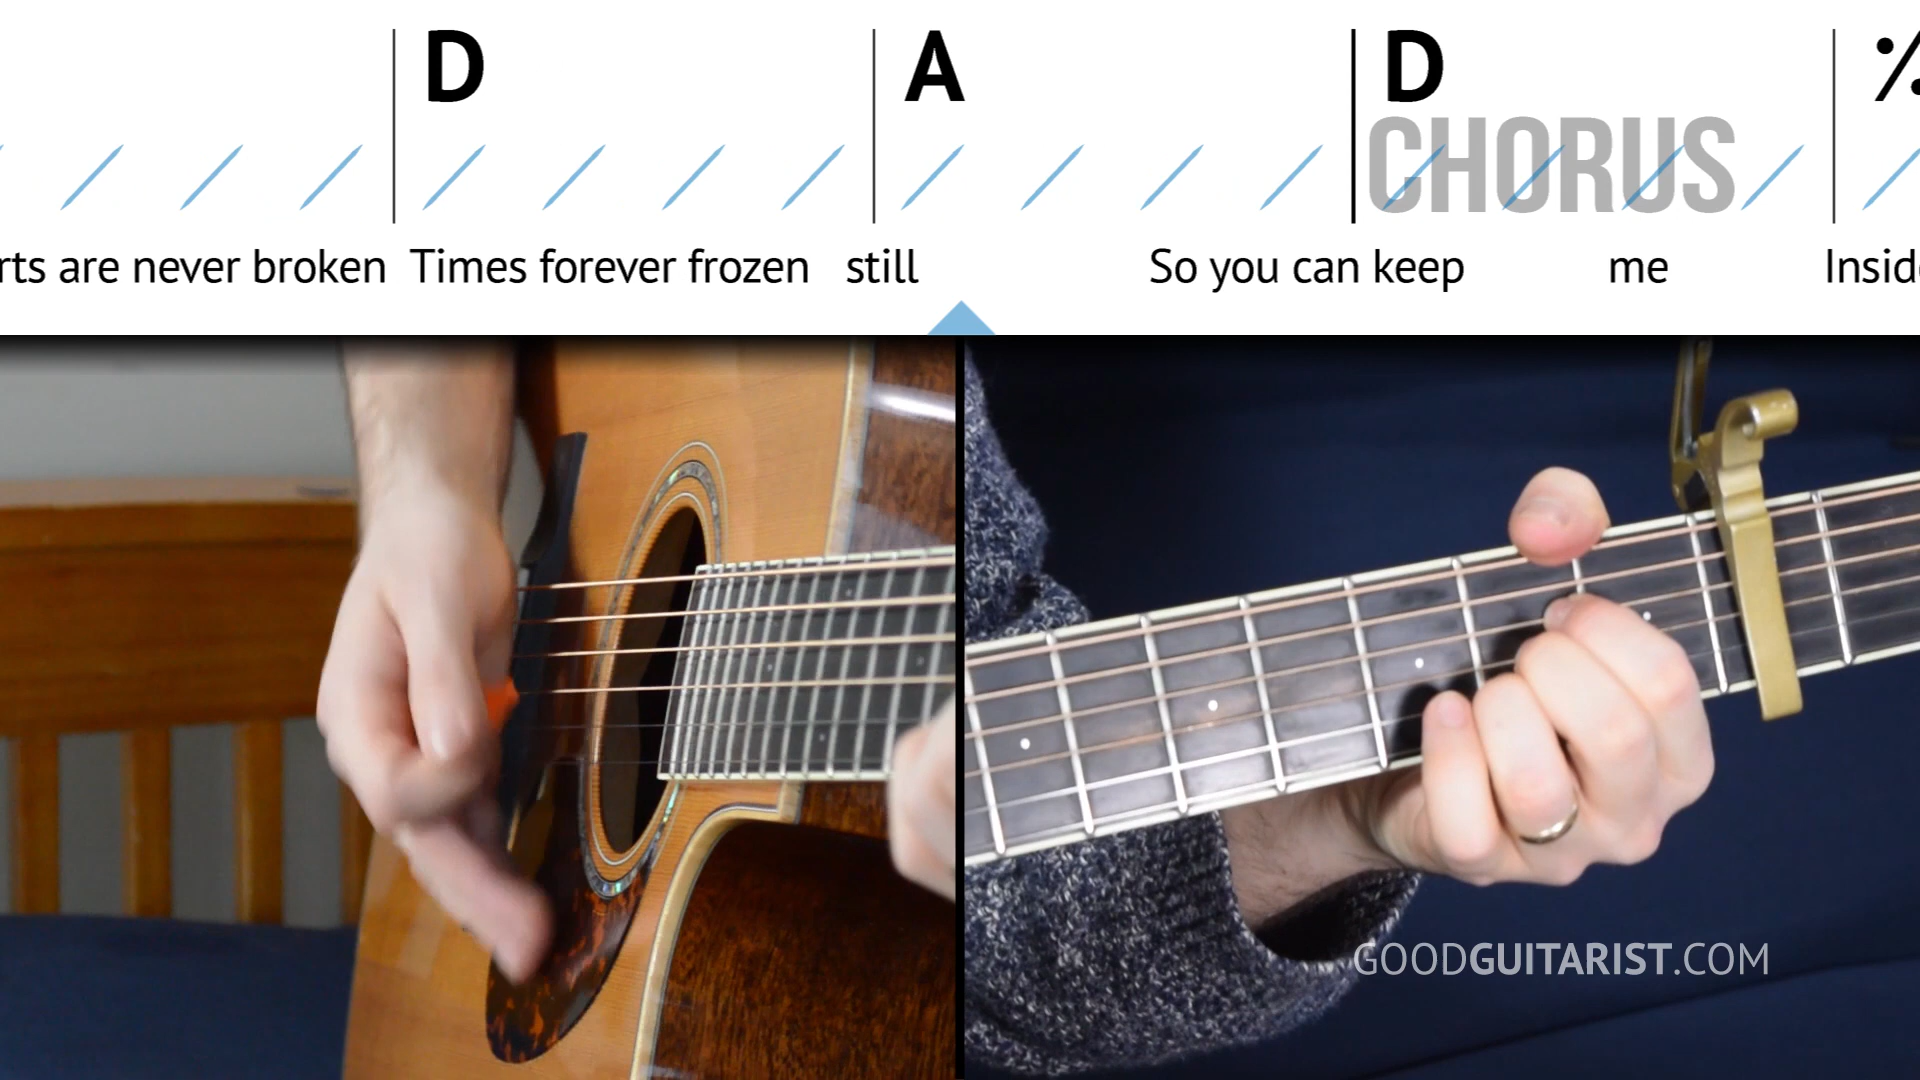 D A D
CHORUS
rts are never broken Times forever frozen still So you can keep me Insid
GOODGUITARIST.COM